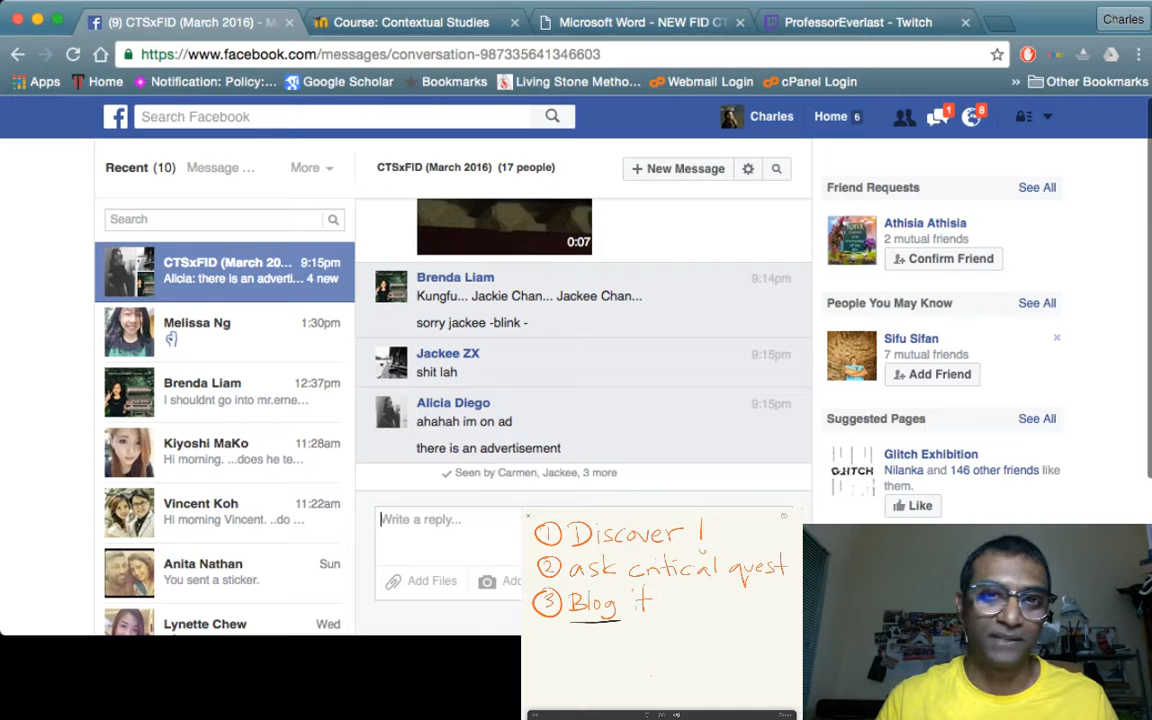 (9) CTSxFID (March 2016) - M
Course: Contextual Studies
Microsoft Word - NEW FID CT
ProfessorEverlast - Twitch
Charles
https://www.facebook.com/messages/conversation-987335641346603
Apps
Home
Notification: Policy:...
Google Scholar
Bookmarks
Living Stone Metho...
Webmail Login
cPanel Login
»
Other Bookmarks
Search Facebook
Charles
Home 6
1
8
Recent (10)
Message ...
More
CTSxFID (March 2016) (17 people)
+ New Message
Search
CTSxFID (March 20... 9:15pm
Alicia: there is an adverti... 4 new
Melissa Ng 1:30pm
Brenda Liam 12:37pm
I shouldnt go into mr.erne...
Kiyoshi MaKo 11:28am
Hi morning. ...does he te...
Vincent Koh 11:22am
Hi morning Vincent. ..do ...
Anita Nathan Sun
You sent a sticker.
Lynette Chew Wed
0:07
Brenda Liam 9:14pm
Kungfu... Jackie Chan... Jackee Chan...
sorry jackee -blink -
Jackee ZX 9:15pm
shit lah
Alicia Diego 9:15pm
ahahah im on ad
there is an advertisement
Seen by Carmen, Jackee, 3 more
Write a reply...
Add Files
Add
Friend Requests See All
Athisia Athisia
2 mutual friends
Confirm Friend
People You May Know See All
Sifu Sifan
7 mutual friends
Add Friend
Suggested Pages See All
Glitch Exhibition
GLITCH
Nilanka and 146 other friends like
them.
Like
① Discover !
② ask critical quest
③ Blog it